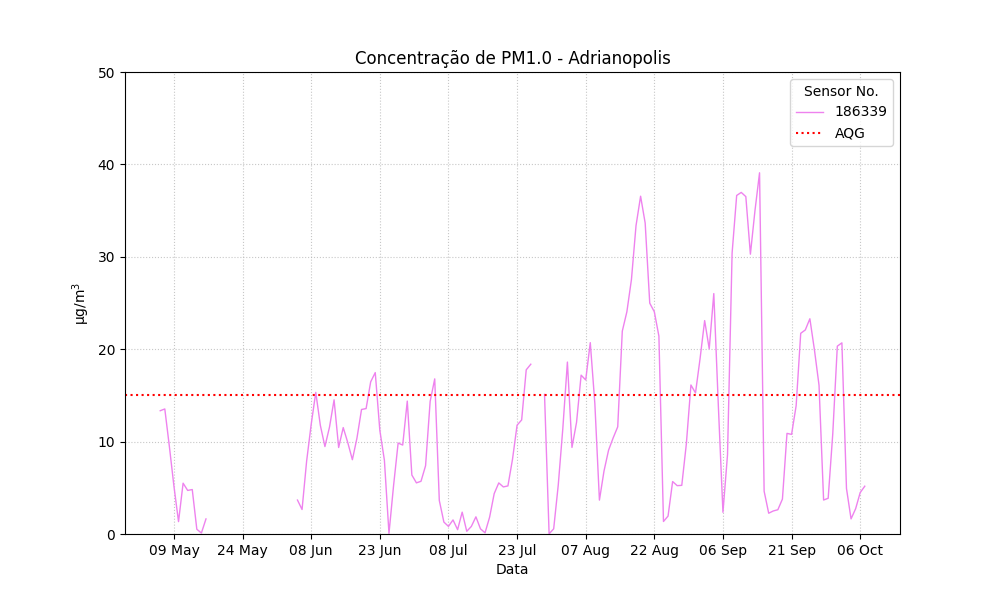 Concentração de PM1.0 - Adrianopolis
50
40
30
20
10
0
µg/m³
Sensor No.
186339
AQG
09 May 24 May 08 Jun 23 Jun 08 Jul 23 Jul 07 Aug 22 Aug 06 Sep 21 Sep 06 Oct
Data